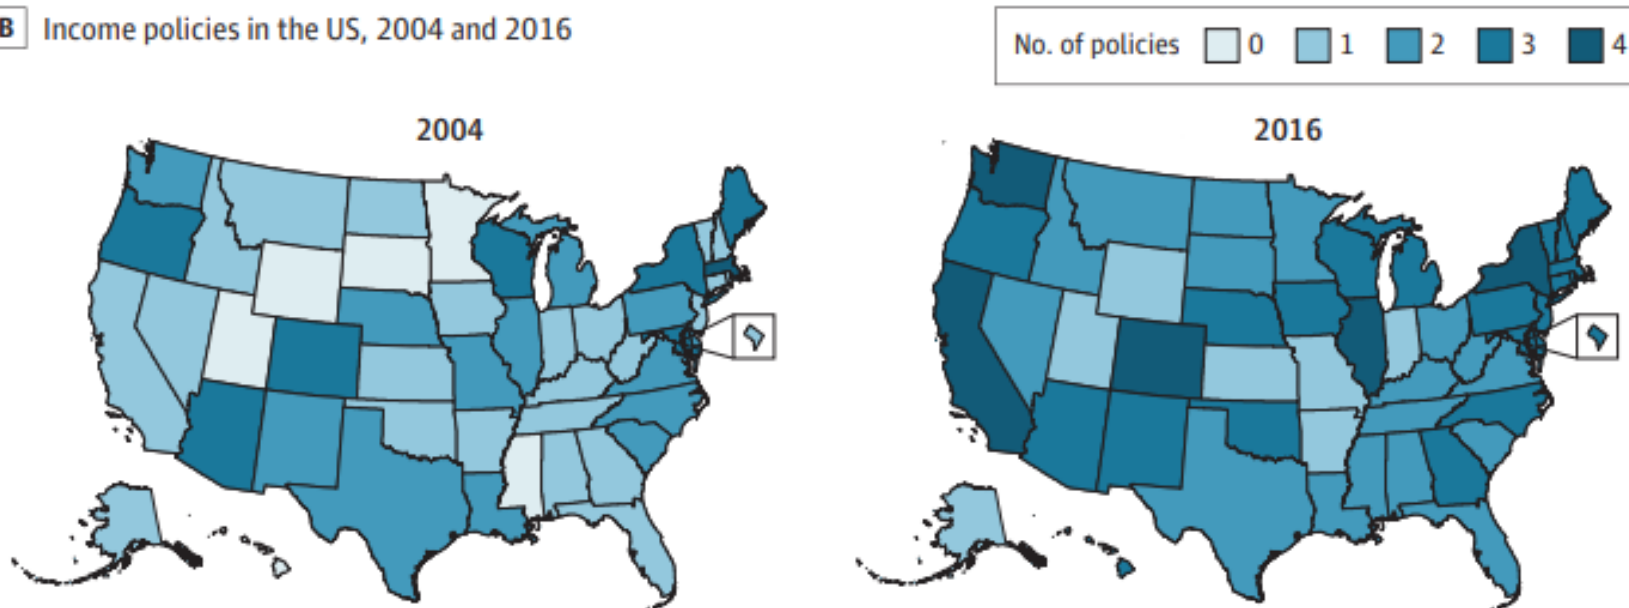 B Income policies in the US, 2004 and 2016
No. of policies 0 1 2 3 4
2004
2016